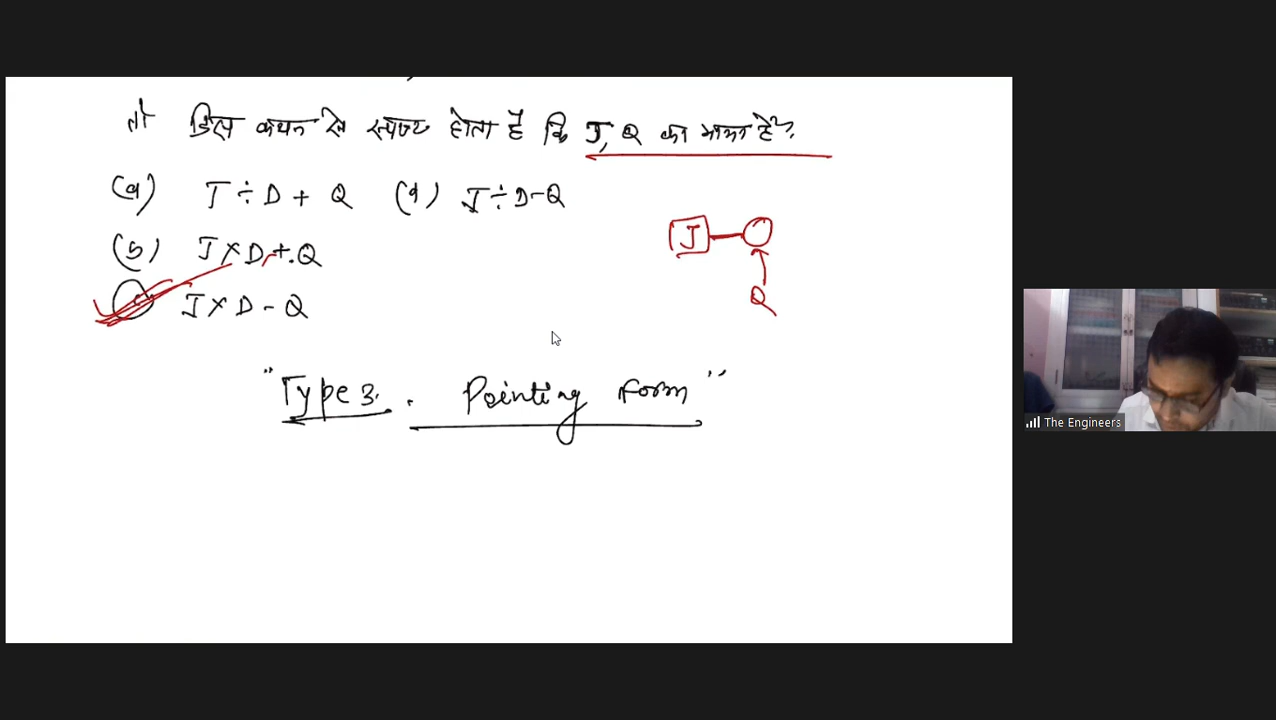 तो किस कथन से स्पष्ट होता है कि J, Q का मामा है?
(a) J ÷ D + Q (d) J ÷ D - Q
(b) J × D + Q
J × D - Q
J
Q
"Type 3. Pointing form"
The Engineers